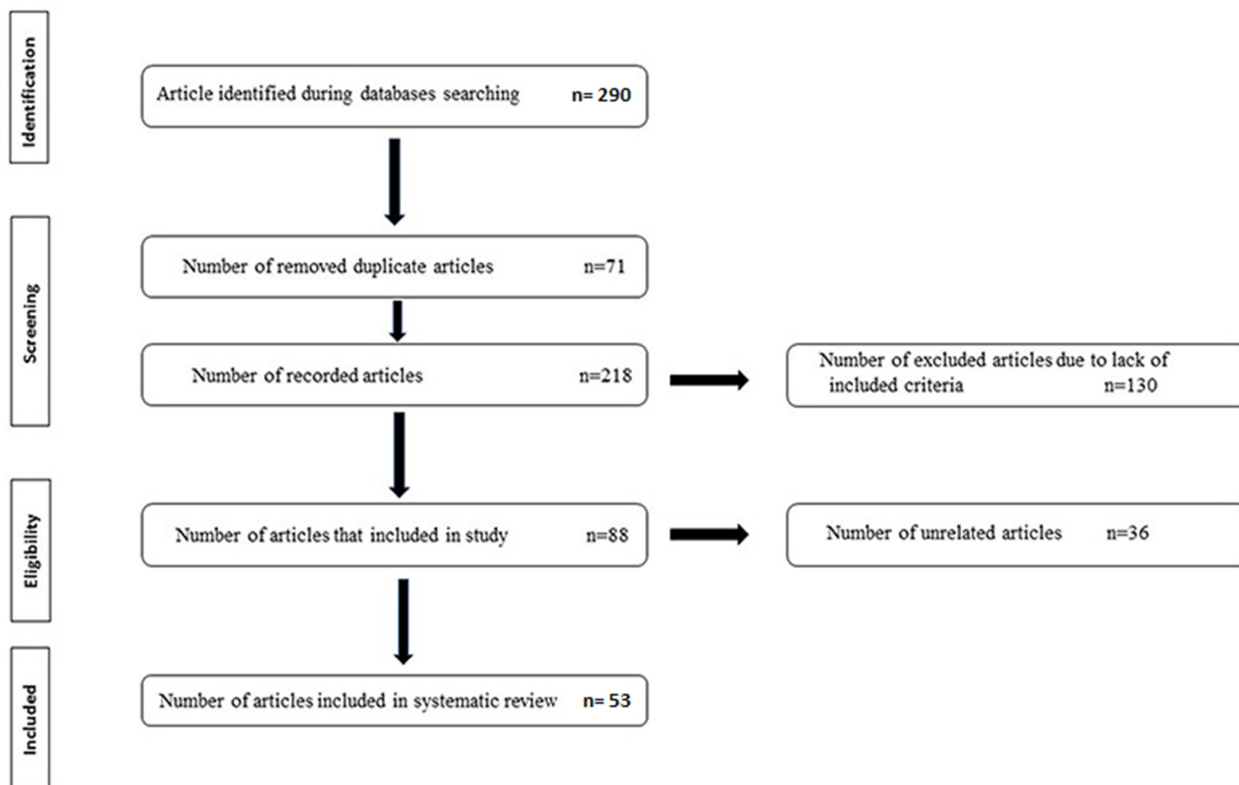 Identification
Article identified during databases searching n= 290
Screening
Number of removed duplicate articles n=71
Number of recorded articles n=218
Number of excluded articles due to lack of
included criteria n=130
Eligibility
Number of articles that included in study n=88
Number of unrelated articles n=36
Included
Number of articles included in systematic review n= 53